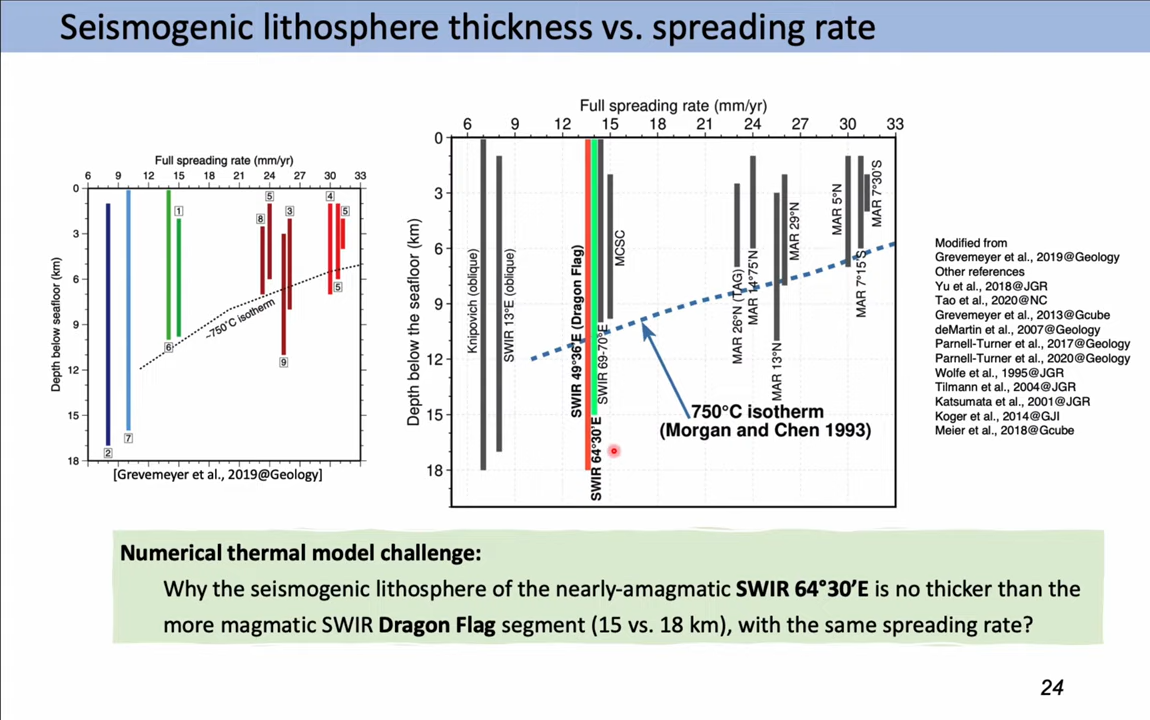 Seismogenic lithosphere thickness vs. spreading rate
Full spreading rate (mm/yr)
6 9 12 15 18 21 24 27 30 33
Depth below seafloor (km)
0
3
6
9
12
15
18
2
7
6
1
8
5
9
3
4
5
5
~750°C isotherm
[Grevemeyer et al., 2019@Geology]
Full spreading rate (mm/yr)
6 9 12 15 18 21 24 27 30 33
Depth below the seafloor (km)
0
3
6
9
12
15
18
Knipovich (oblique)
SWIR 13°E (oblique)
SWIR 49°36'E (Dragon Flag)
SWIR 64°30'E
SWIR 69-70°E
MCSC
MAR 26°N (TAG)
MAR 14°75'N
MAR 13°N
MAR 29°N
MAR 5°N
MAR 7°15'S
MAR 7°30'S
750°C isotherm
(Morgan and Chen 1993)
Modified from
Grevemeyer et al., 2019@Geology
Other references
Yu et al., 2018@JGR
Tao et al., 2020@NC
Grevemeyer et al., 2013@Gcube
deMartin et al., 2007@Geology
Parnell-Turner et al., 2017@Geology
Parnell-Turner et al., 2020@Geology
Wolfe et al., 1995@JGR
Tilmann et al., 2004@JGR
Katsumata et al., 2001@JGR
Koger et al., 2014@GJI
Meier et al., 2018@Gcube
Numerical thermal model challenge:
Why the seismogenic lithosphere of the nearly-amagmatic SWIR 64°30'E is no thicker than the
more magmatic SWIR Dragon Flag segment (15 vs. 18 km), with the same spreading rate?
24